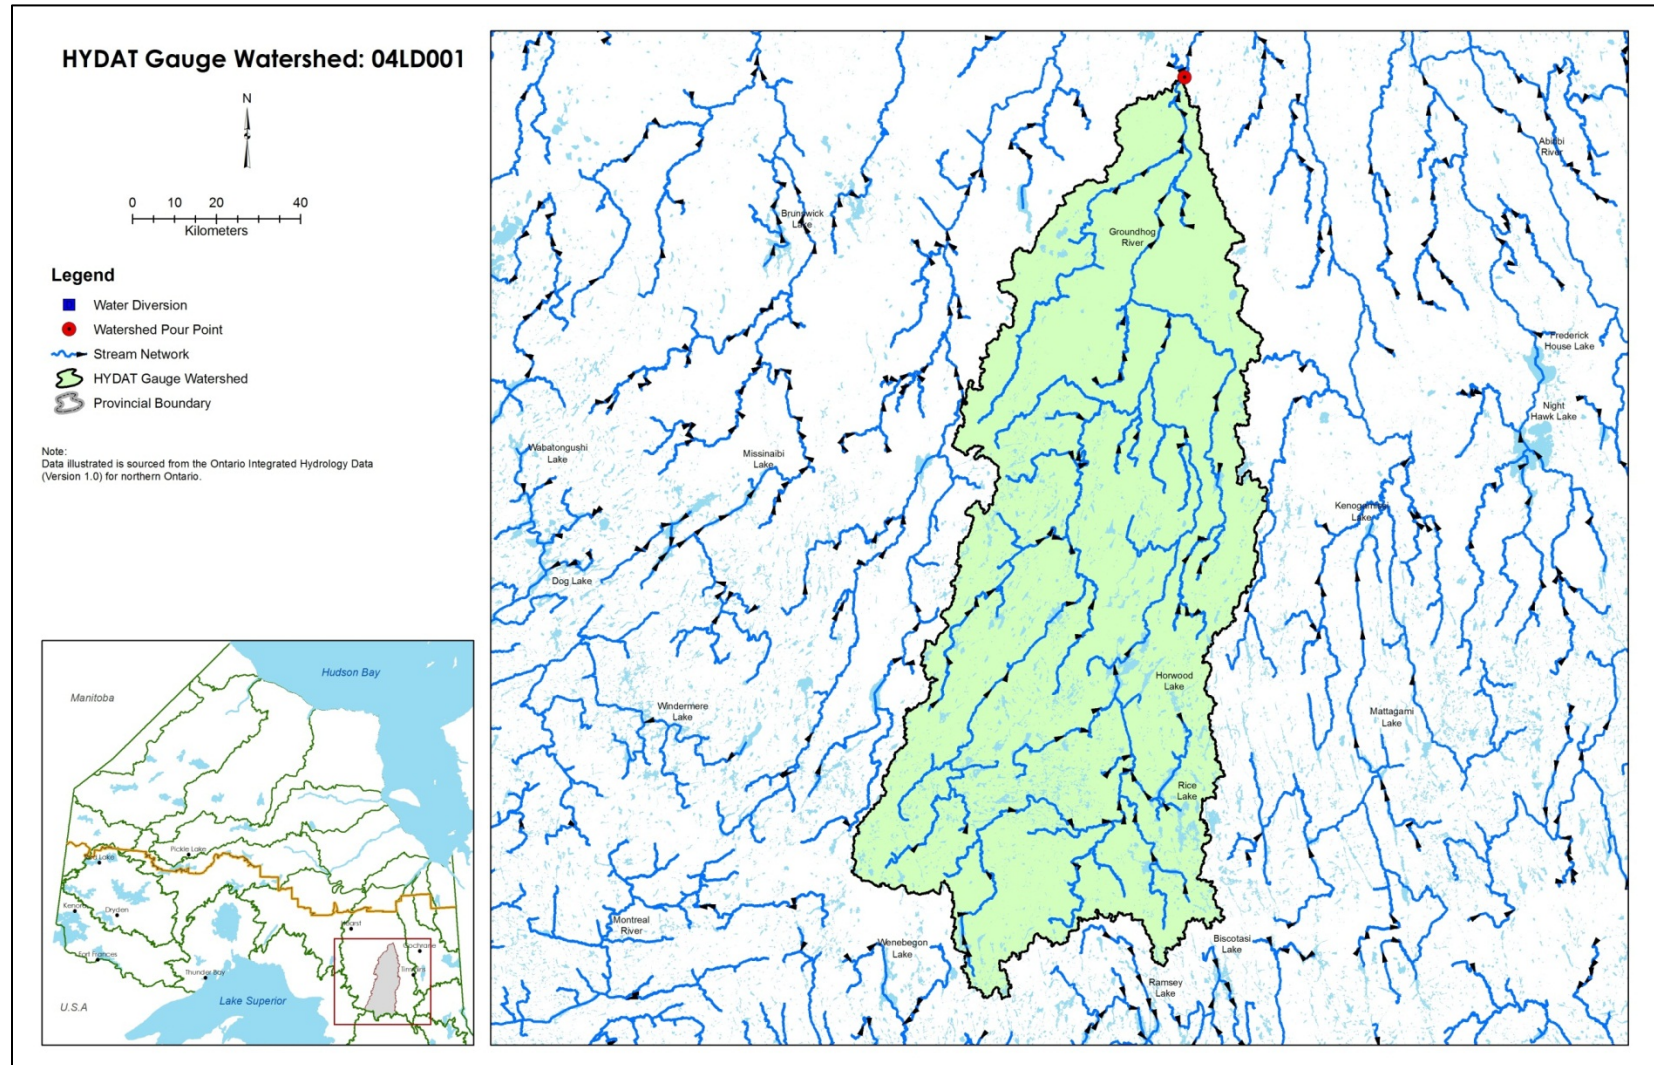 HYDAT Gauge Watershed: 04LD001
N
0 10 20 30 40
Kilometers
Legend
Water Diversion
Watershed Pour Point
Stream Network
HYDAT Gauge Watershed
Provincial Boundary
Note:
Data illustrated is sourced from the Ontario Integrated Hydrology Data
(Version 1.0) for northern Ontario.
Abitibi
River
Brunswick
Lake
Groundhog
River
Frederick
House Lake
Night
Hawk Lake
Wabatongushi
Lake
Missinaibi
Lake
Kenogamissi
Lake
Dog Lake
Horwood
Lake
Windermere
Lake
Mattagami
Lake
Rice
Lake
Montreal
River
Wenebegon
Lake
Biscotasi
Lake
Ramsey
Lake
Hudson Bay
Manitoba
Pickle Lake
Lake
Kenora
Dryden
Cochrane
Fort Frances
Thunder Bay
Timmins
Lake Superior
U.S.A